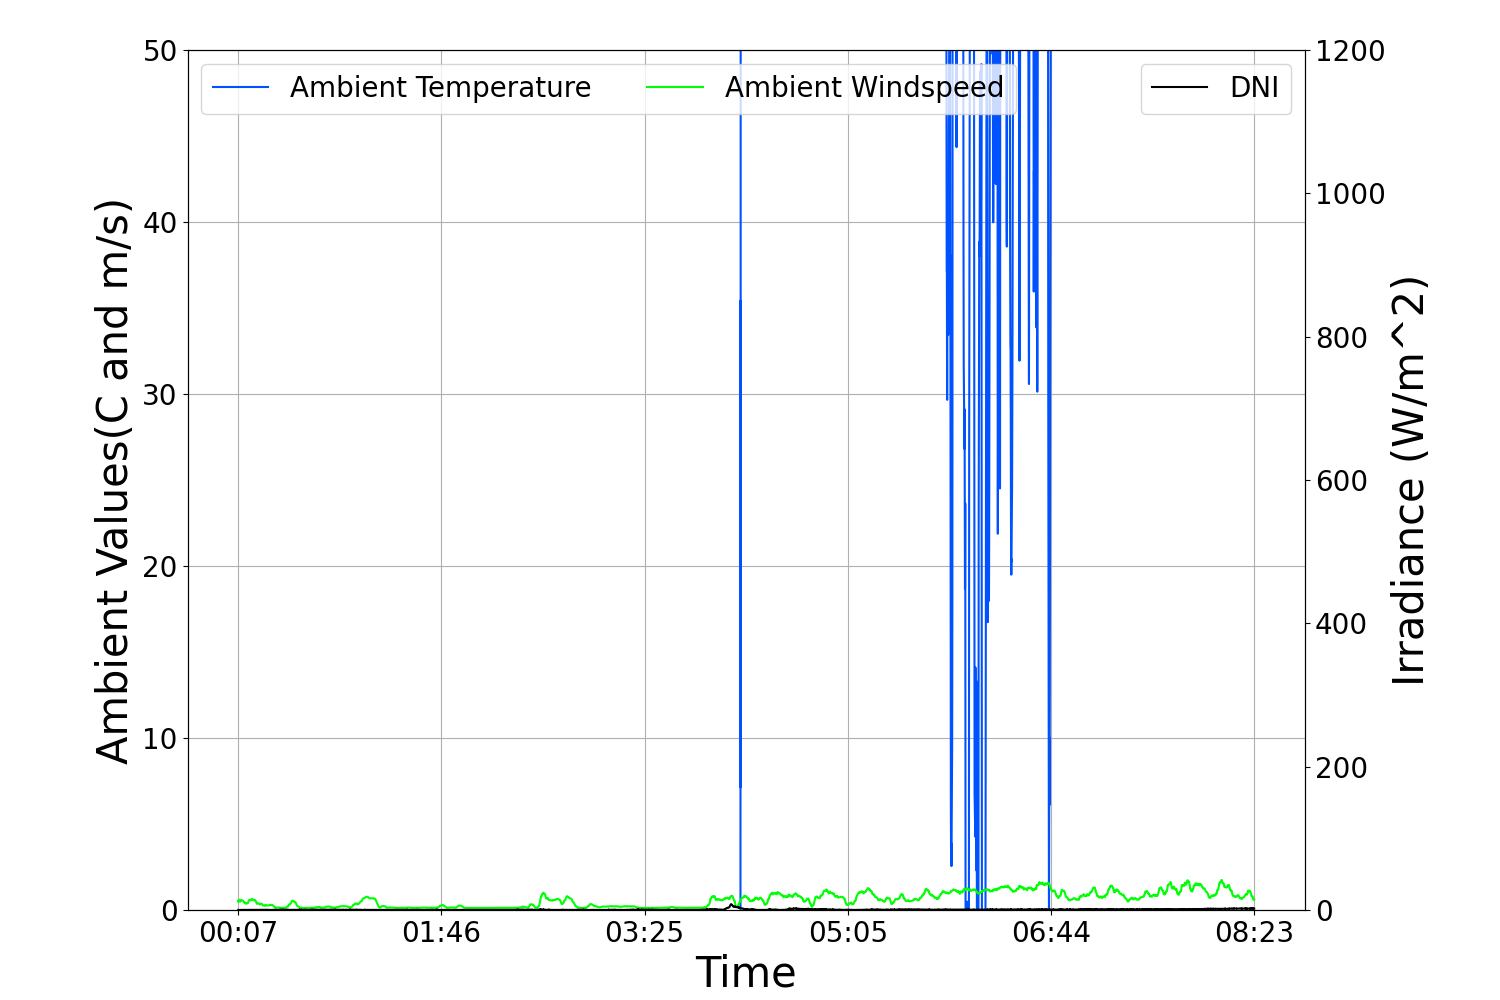 Ambient Temperature
Ambient Windspeed
DNI
Ambient Values(C and m/s)
50
40
30
20
10
0
1200
1000
800
600
400
200
0
Irradiance (W/m^2)
00:07 01:46 03:25 05:05 06:44 08:23
Time